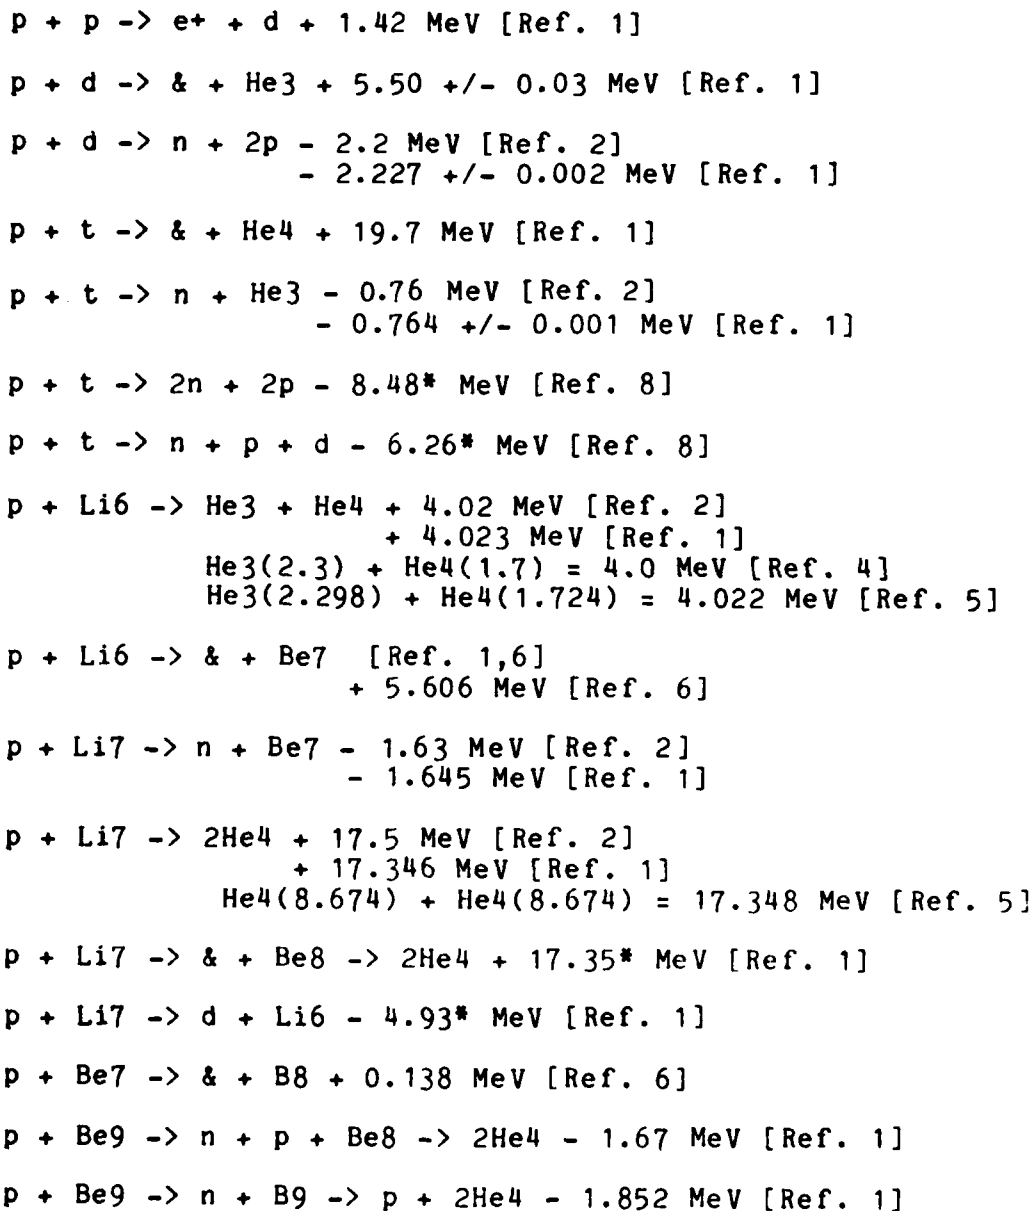 p + p -> e+ + d + 1.42 MeV [Ref. 1]
p + d -> & + He3 + 5.50 +/- 0.03 MeV [Ref. 1]
p + d -> n + 2p - 2.2 MeV [Ref. 2]
- 2.227 +/- 0.002 MeV [Ref. 1]
p + t -> & + He4 + 19.7 MeV [Ref. 1]
p + t -> n + He3 - 0.76 MeV [Ref. 2]
- 0.764 +/- 0.001 MeV [Ref. 1]
p + t -> 2n + 2p - 8.48* MeV [Ref. 8]
p + t -> n + p + d - 6.26* MeV [Ref. 8]
p + Li6 -> He3 + He4 + 4.02 MeV [Ref. 2]
+ 4.023 MeV [Ref. 1]
He3(2.3) + He4(1.7) = 4.0 MeV [Ref. 4]
He3(2.298) + He4(1.724) = 4.022 MeV [Ref. 5]
p + Li6 -> & + Be7 [Ref. 1,6]
+ 5.606 MeV [Ref. 6]
p + Li7 -> n + Be7 - 1.63 MeV [Ref. 2]
- 1.645 MeV [Ref. 1]
p + Li7 -> 2He4 + 17.5 MeV [Ref. 2]
+ 17.346 MeV [Ref. 1]
He4(8.674) + He4(8.674) = 17.348 MeV [Ref. 5]
p + Li7 -> & + Be8 -> 2He4 + 17.35* MeV [Ref. 1]
p + Li7 -> d + Li6 - 4.93* MeV [Ref. 1]
p + Be7 -> & + B8 + 0.138 MeV [Ref. 6]
p + Be9 -> n + p + Be8 -> 2He4 - 1.67 MeV [Ref. 1]
p + Be9 -> n + B9 -> p + 2He4 - 1.852 MeV [Ref. 1]